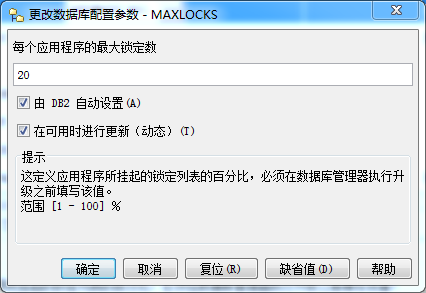 更改数据库配置参数 - MAXLOCKS
每个应用程序的最大锁定数
20
由 DB2 自动设置(A)
在可用时进行更新（动态）(T)
提示
这定义应用程序所挂起的锁定列表的百分比，必须在数据库管理器执行升
级之前填写该值。
范围 [1 - 100] %
确定 取消 复位(R) 缺省值(D) 帮助